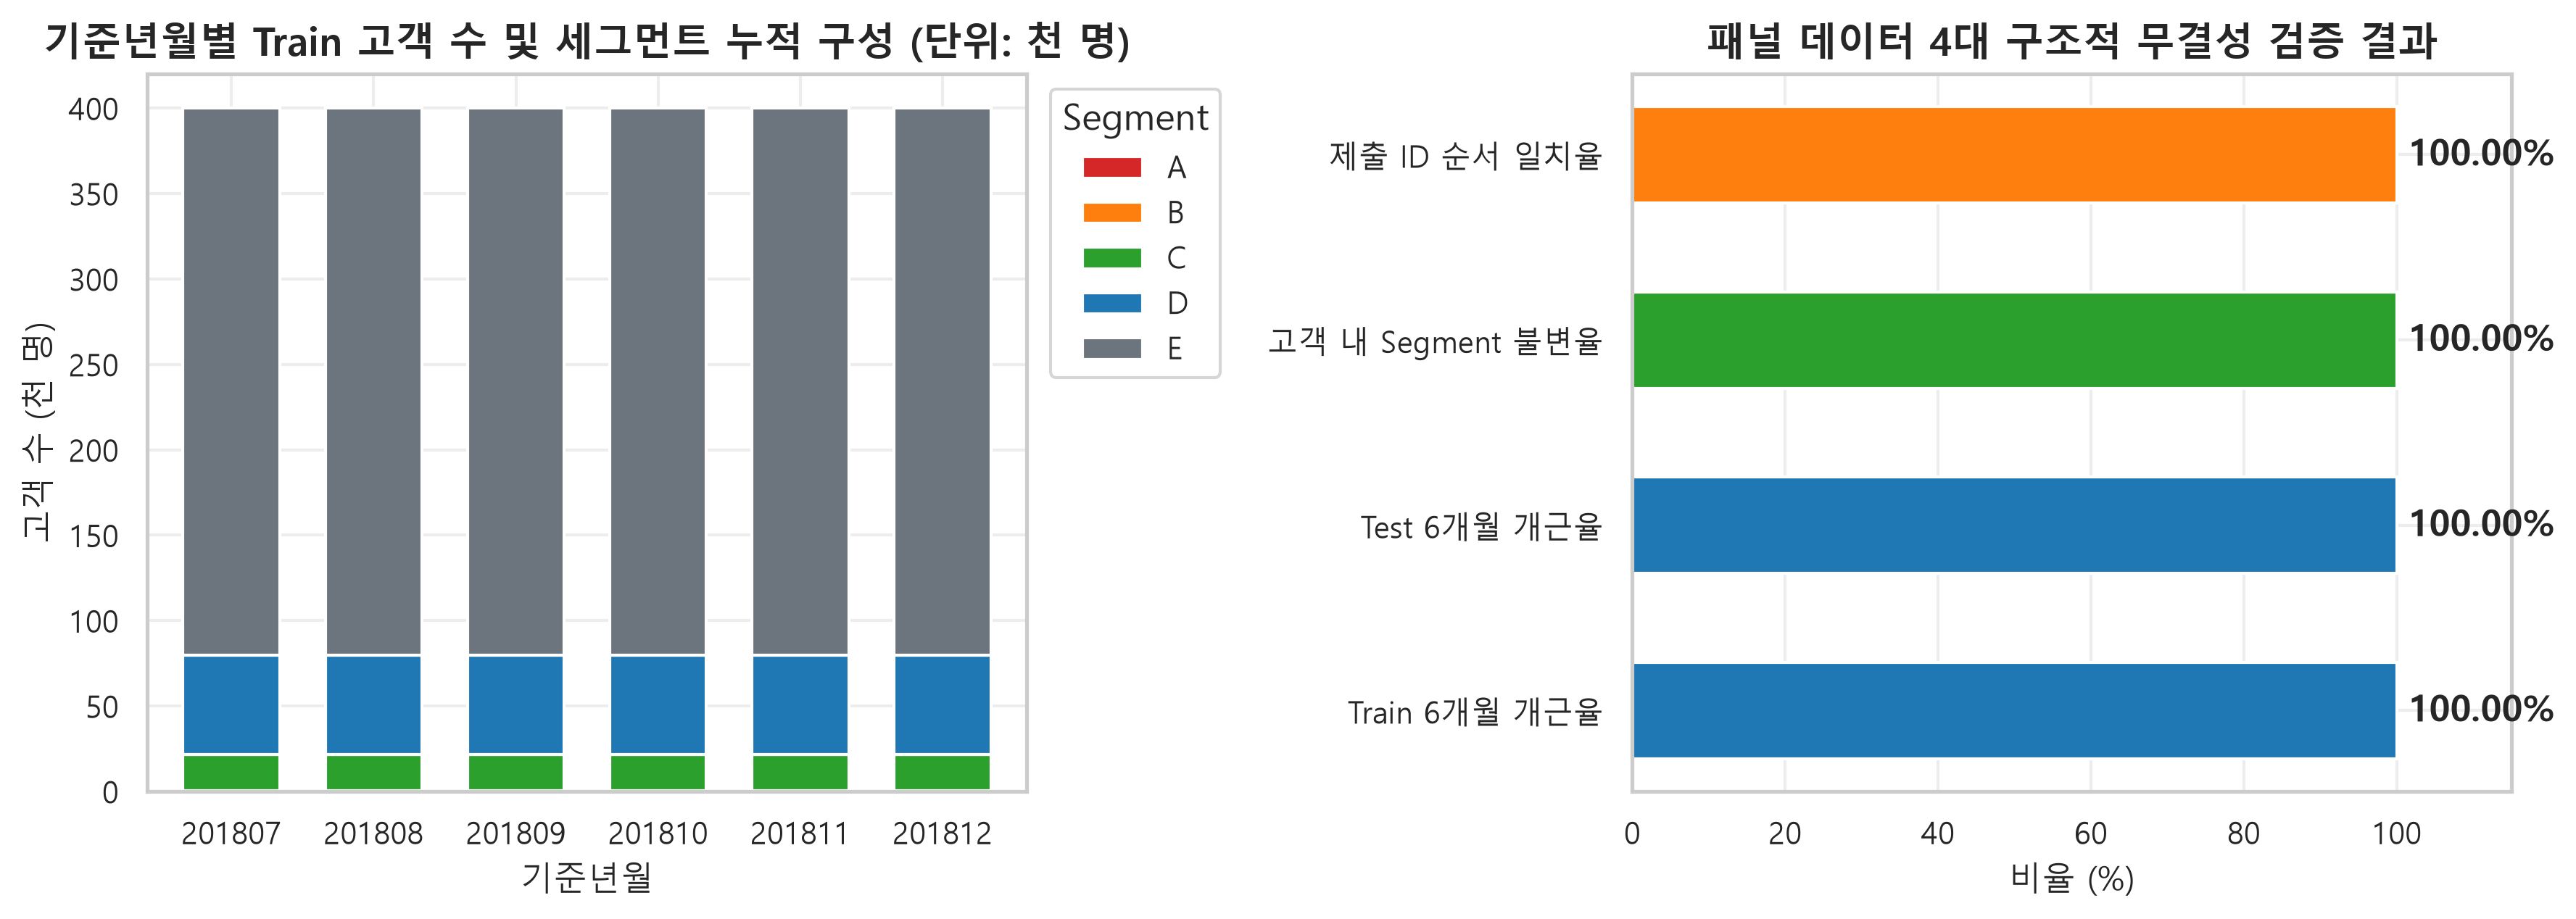 기준년월별 Train 고객 수 및 세그먼트 누적 구성 (단위: 천 명)
고객 수 (천 명)
400
350
300
250
200
150
100
50
0
201807 201808 201809 201810 201811 201812
기준년월
Segment
A
B
C
D
E
패널 데이터 4대 구조적 무결성 검증 결과
제출 ID 순서 일치율 100.00%
고객 내 Segment 불변율 100.00%
Test 6개월 개근율 100.00%
Train 6개월 개근율 100.00%
0 20 40 60 80 100
비율 (%)